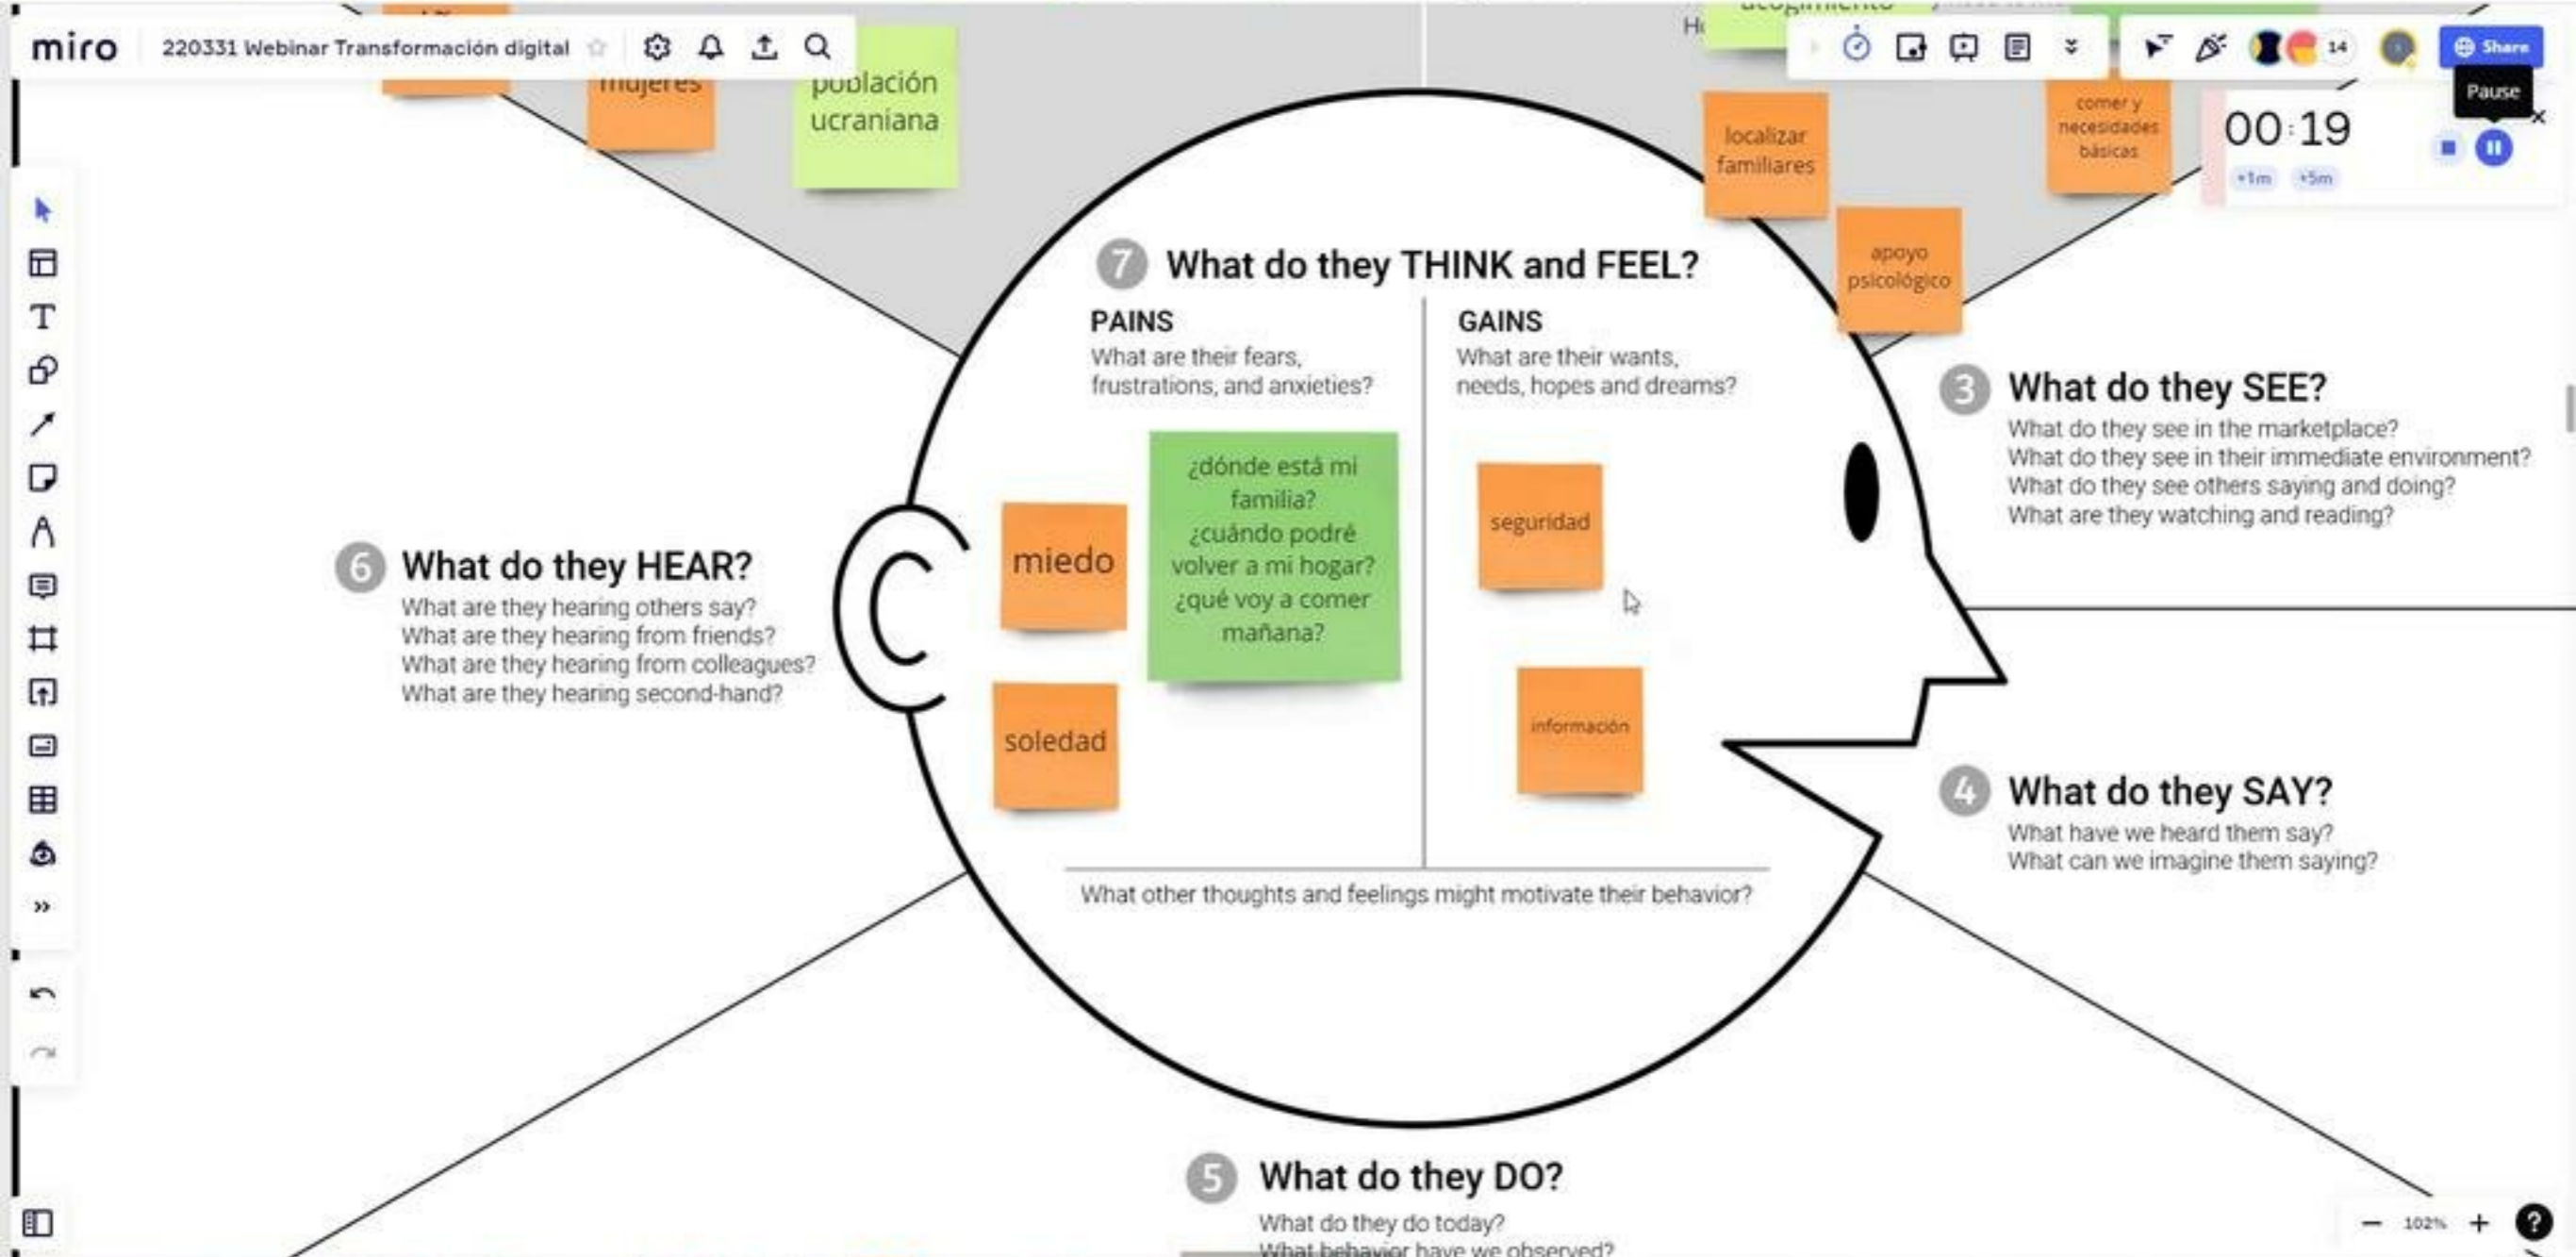 miro
220331 Webinar Transformación digital
14
Share
Pause
mujeres
población
ucraniana
acogimiento
localizar
familiares
comer y
necesidades
básicas
00:19
+1m
+5m
apoyo
psicológico
7
What do they THINK and FEEL?
PAINS
What are their fears,
frustrations, and anxieties?
GAINS
What are their wants,
needs, hopes and dreams?
miedo
¿dónde está mi
familia?
¿cuándo podré
volver a mi hogar?
¿qué voy a comer
mañana?
soledad
seguridad
información
What other thoughts and feelings might motivate their behavior?
3
What do they SEE?
What do they see in the marketplace?
What do they see in their immediate environment?
What do they see others saying and doing?
What are they watching and reading?
6
What do they HEAR?
What are they hearing others say?
What are they hearing from friends?
What are they hearing from colleagues?
What are they hearing second-hand?
4
What do they SAY?
What have we heard them say?
What can we imagine them saying?
5
What do they DO?
What do they do today?
What behavior have we observed?
102%